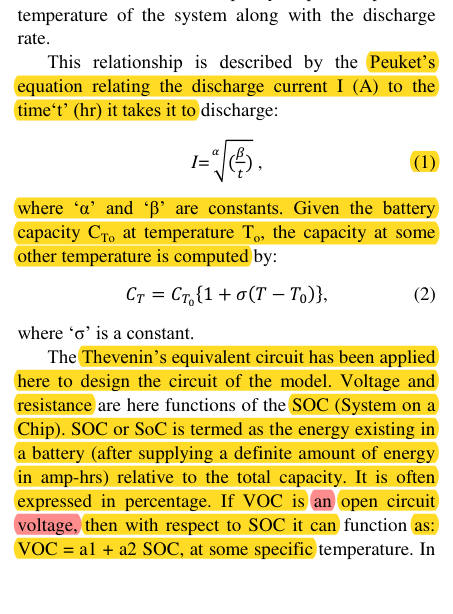 temperature of the system along with the discharge
rate.
This relationship is described by the Peuket's
equation relating the discharge current I (A) to the
time't' (hr) it takes it to discharge:
I=\sqrt[α]{(\frac{β}{t})} , (1)
where 'α' and 'β' are constants. Given the battery
capacity C_{To} at temperature T_o, the capacity at some
other temperature is computed by:
C_T = C_{T_0}{1 + σ(T − T_0)}, (2)
where 'σ' is a constant.
The Thevenin's equivalent circuit has been applied
here to design the circuit of the model. Voltage and
resistance are here functions of the SOC (System on a
Chip). SOC or SoC is termed as the energy existing in
a battery (after supplying a definite amount of energy
in amp-hrs) relative to the total capacity. It is often
expressed in percentage. If VOC is an open circuit
voltage, then with respect to SOC it can function as:
VOC = a1 + a2 SOC, at some specific temperature. In